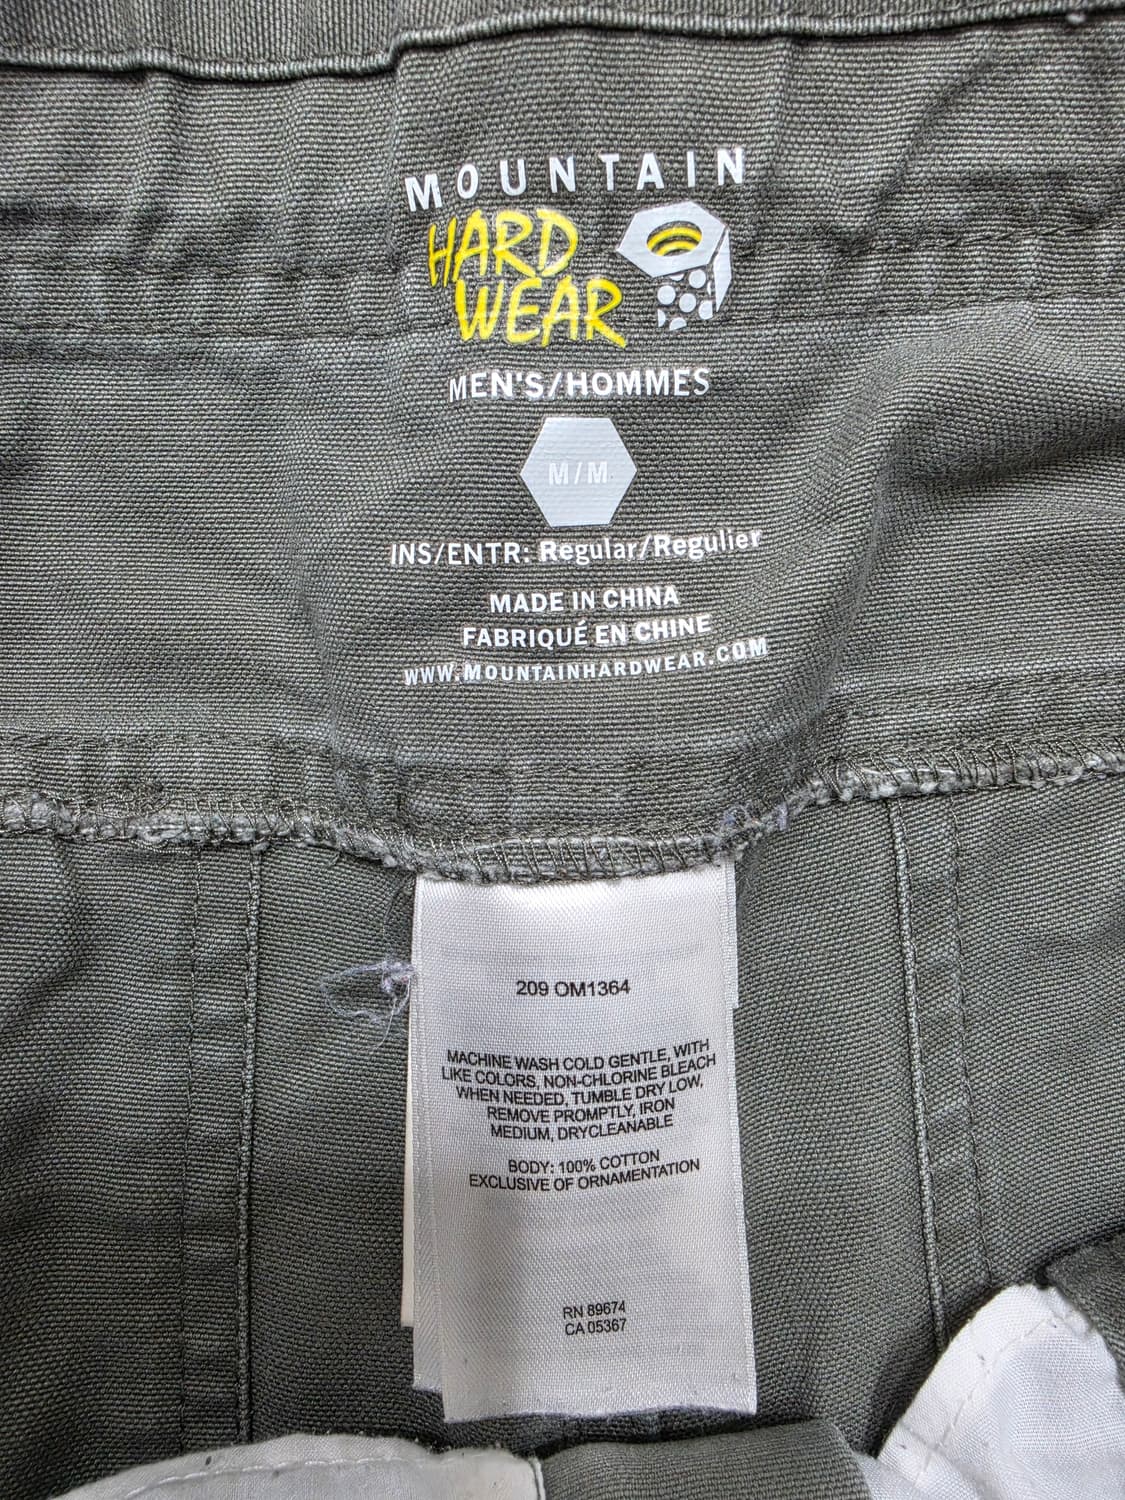 MOUNTAIN
HARD
WEAR
MEN'S/HOMMES
M/M
INS/ENTR: Regular/Regulier
MADE IN CHINA
FABRIQUÉ EN CHINE
WWW.MOUNTAINHARDWEAR.COM
209 OM1364
MACHINE WASH COLD GENTLE, WITH
LIKE COLORS, NON-CHLORINE BLEACH
WHEN NEEDED, TUMBLE DRY LOW,
REMOVE PROMPTLY, IRON
MEDIUM, DRYCLEANABLE
BODY: 100% COTTON
EXCLUSIVE OF ORNAMENTATION
RN 89674
CA 05367